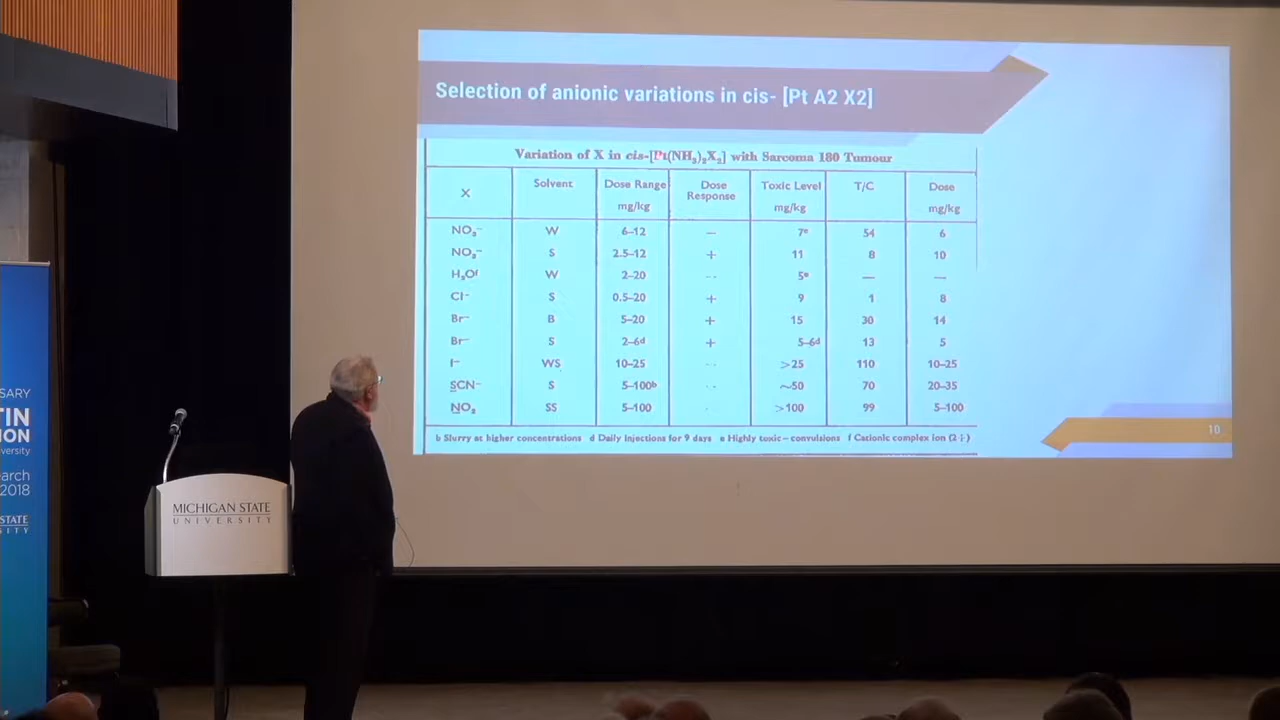 Selection of anionic variations in cis- [Pt A2 X2]
Variation of X in cis-[Pt(NH₃)₂X₂] with Sarcoma 180 Tumour
X Solvent Dose Range mg/kg Dose Response Toxic Level mg/kg T/C Dose mg/kg
NO₃⁻ W 6–12 — 7ᵉ 54 6
NO₃⁻ S 2.5–12 + 11 8 10
H₂Oᶠ W 2–20 -- 5ᵉ — —
Cl⁻ S 0.5–20 + 9 1 8
Br⁻ B 5–20 + 15 30 14
Br⁻ S 2–6ᵈ + 5–6ᵈ 13 5
I⁻ WS 10–25 -- >25 110 10–25
SCN⁻ S 5–100ᵇ -- ~50 70 20–35
NO₂ SS 5–100 - >100 99 5–100
b Slurry at higher concentrations d Daily Injections for 9 days e Highly toxic – convulsions f Cationic complex ion (2+)
10
MICHIGAN STATE
UNIVERSITY
SARY
TIN
ION
versity
arch
2018
STATE
SITY